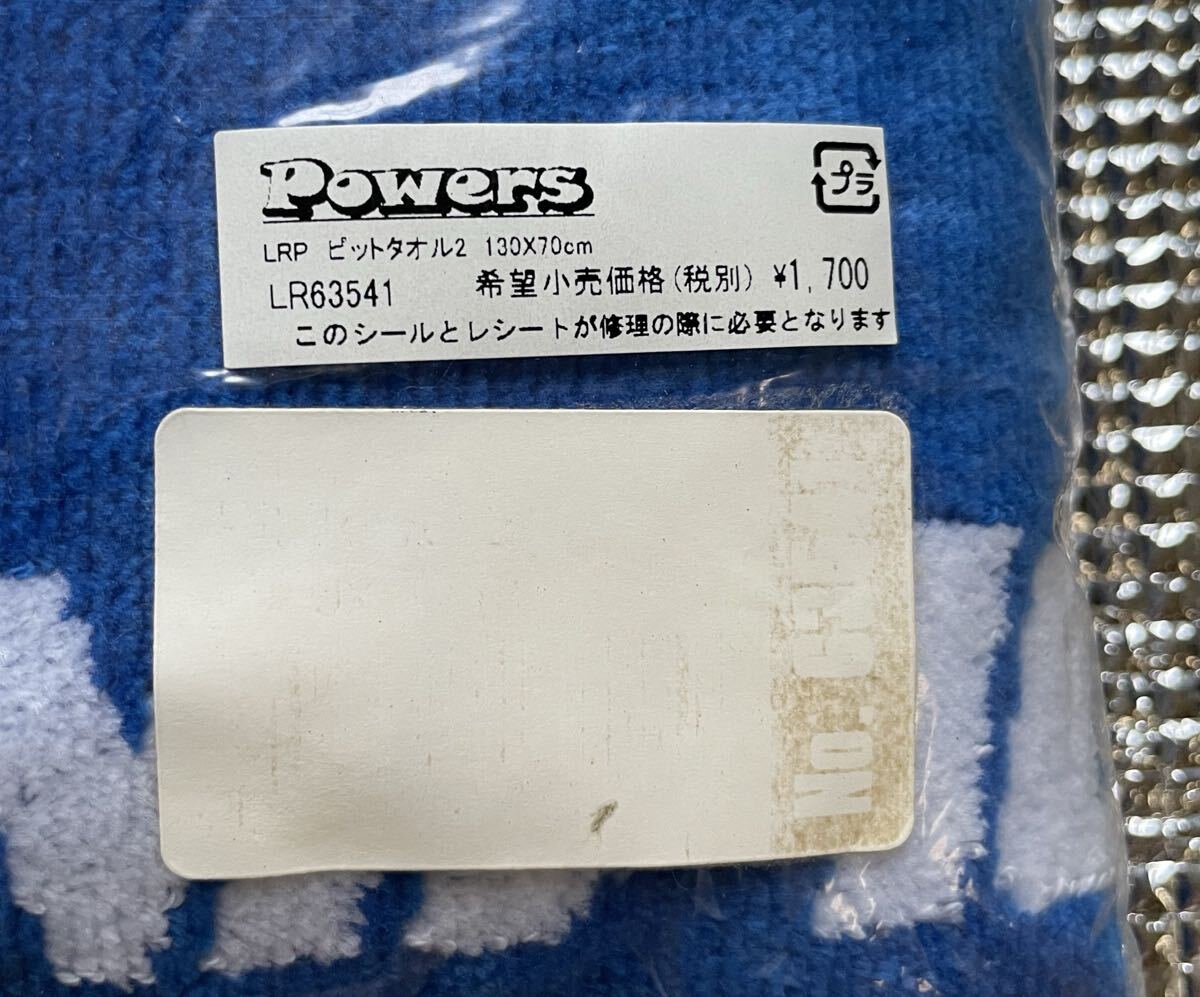 Powers
プラ
LRP ピットタオル2 130X70cm
LR63541 希望小売価格(税別) ¥1,700
このシールとレシートが修理の際に必要となります
NO.